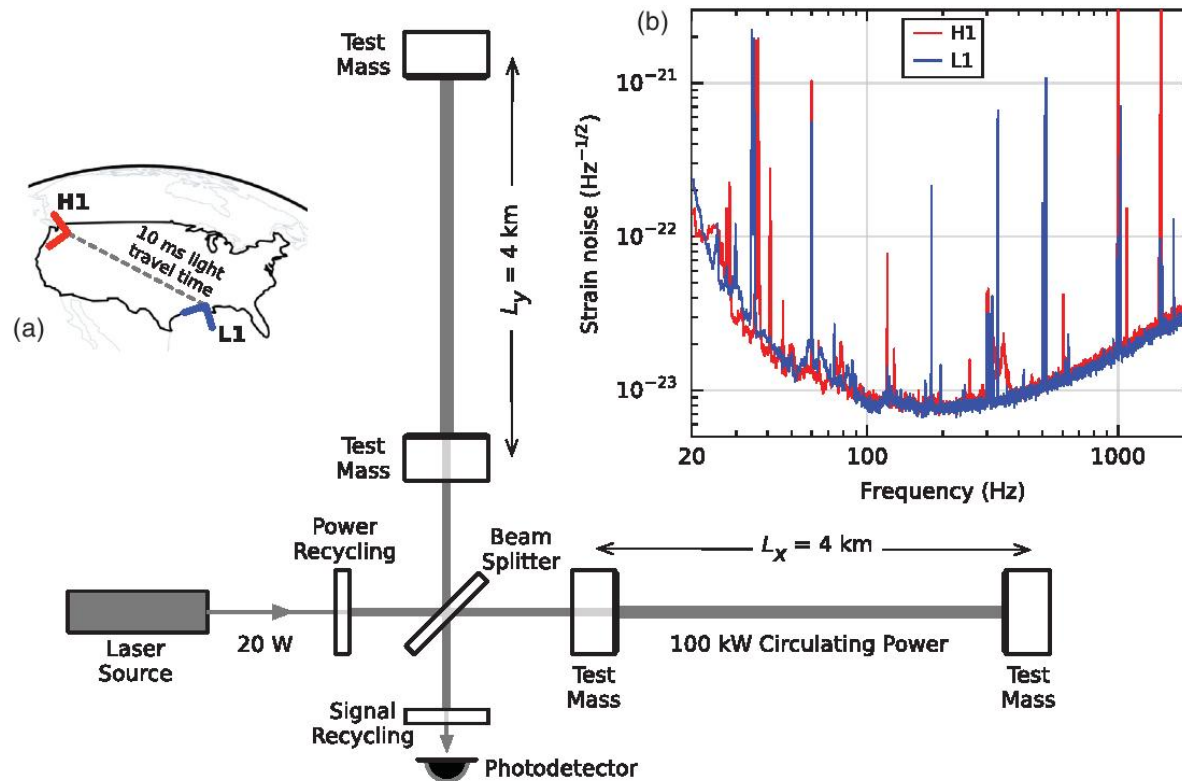 Test
Mass
(b)
H1
L1
10⁻²¹
10⁻²²
10⁻²³
Strain noise (Hz⁻¹/²)
20
100
1000
Frequency (Hz)
H1
10 ms light
travel time
L1
(a)
Ly = 4 km
Test
Mass
Power
Recycling
Beam
Splitter
Lx = 4 km
Laser
Source
20 W
100 kW Circulating Power
Test
Mass
Test
Mass
Signal
Recycling
Photodetector